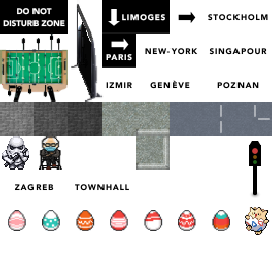 DO NOT
DISTURB ZONE
LIMOGES
STOCKHOLM
PARIS
NEW-YORK
SINGAPOUR
IZMIR
GENÈVE
POZNAN
ZAGREB
TOWNHALL